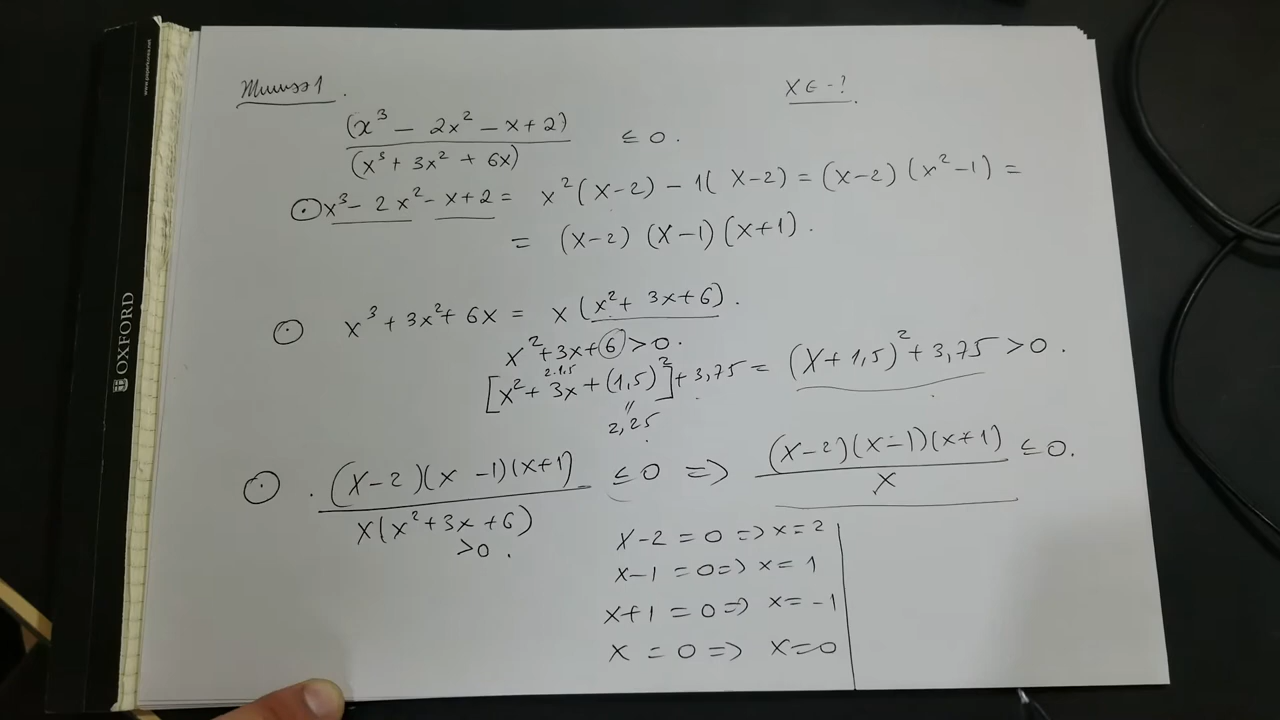 Жишээ 1.
x ∈ -?
(x³ - 2x² - x + 2) / (x³ + 3x² + 6x) ≤ 0.
⊙ x³ - 2x² - x + 2 = x²(x-2) - 1(x-2) = (x-2)(x²-1) =
= (x-2)(x-1)(x+1).
⊙ x³ + 3x² + 6x = x(x² + 3x + 6).
x² + 3x + 6 > 0.
2·1.5
[x² + 3x + (1,5)²] + 3,75 = (x+1,5)² + 3,75 > 0.
"
2,25
⊙ (x-2)(x-1)(x+1) / x(x² + 3x + 6) ≤ 0 => (x-2)(x-1)(x+1) / x ≤ 0.
>0.
x-2 = 0 => x = 2
x-1 = 0 => x = 1
x+1 = 0 => x = -1
x = 0 => x = 0
OXFORD